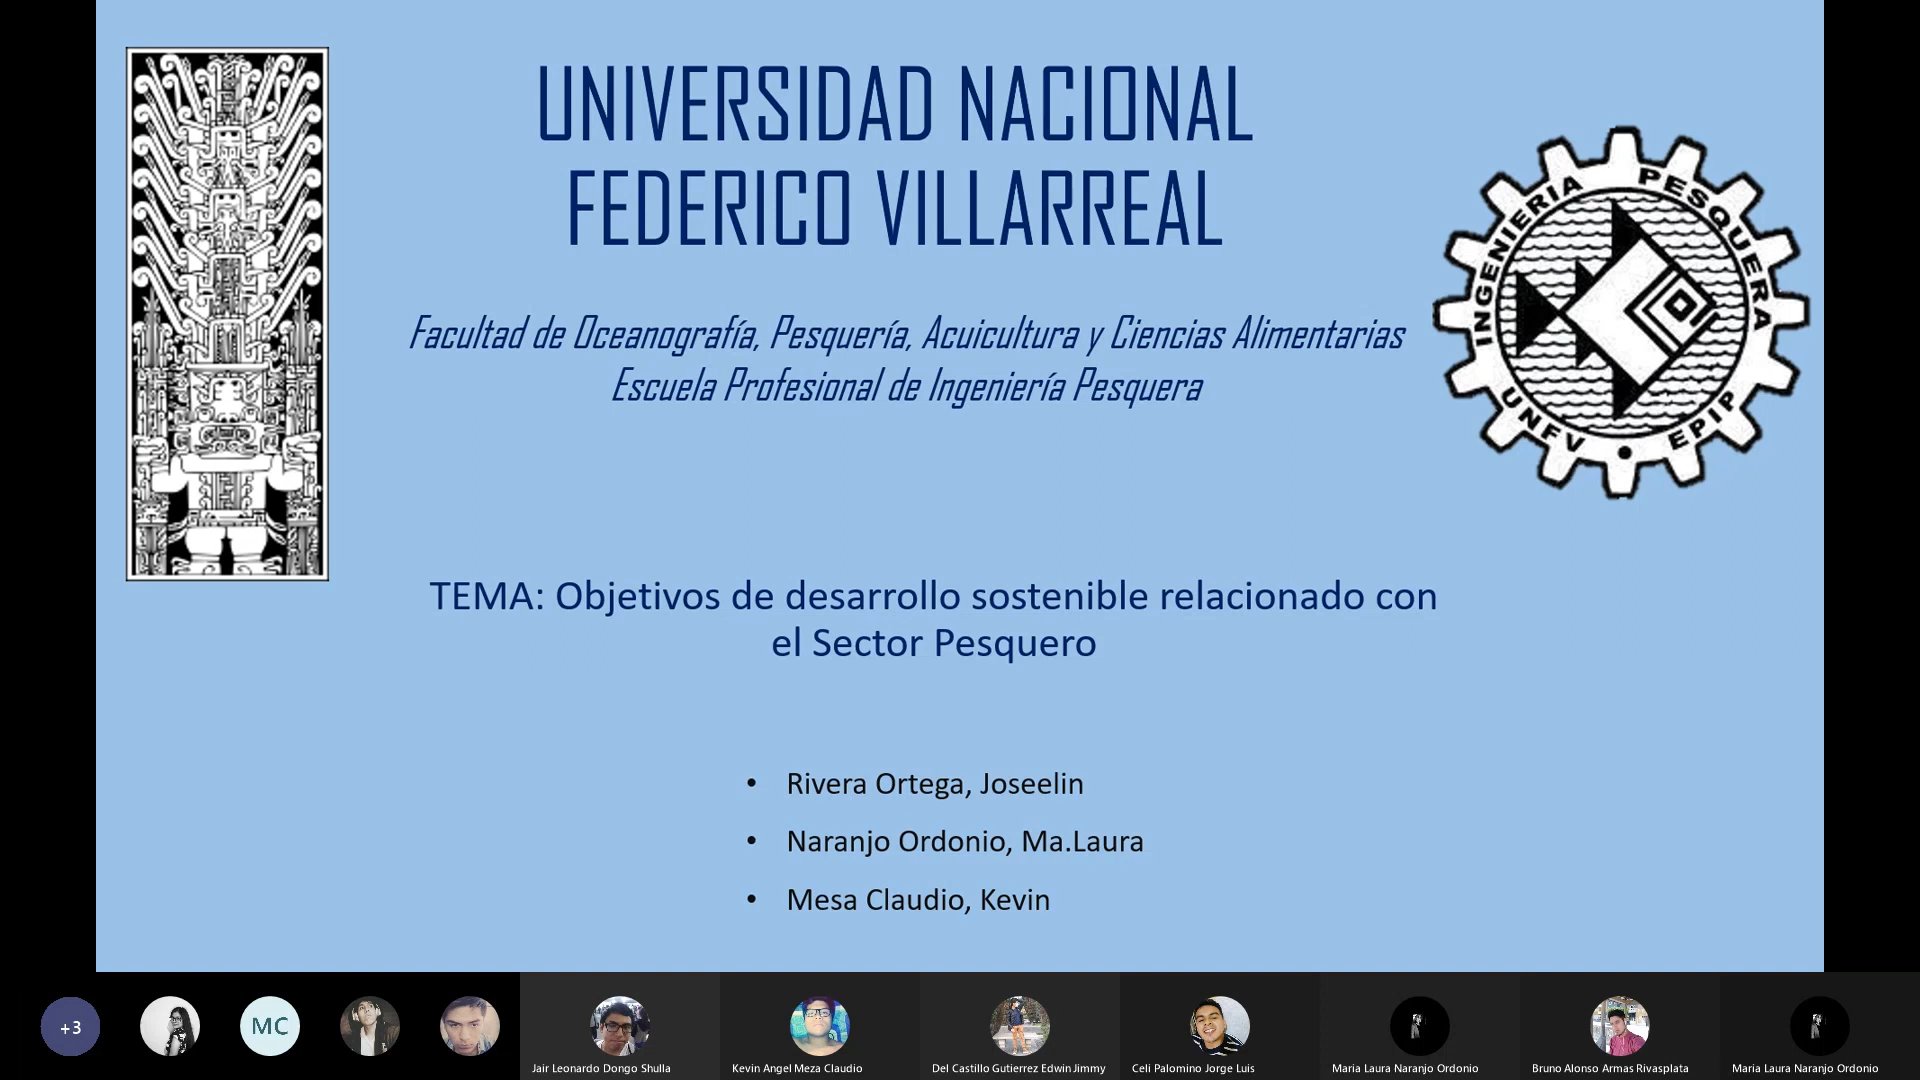 UNIVERSIDAD NACIONAL
FEDERICO VILLARREAL
Facultad de Oceanografía, Pesquería, Acuicultura y Ciencias Alimentarias
Escuela Profesional de Ingeniería Pesquera
INGENIERIA PESQUERA
UNFV • EPIP
TEMA: Objetivos de desarrollo sostenible relacionado con
el Sector Pesquero
• Rivera Ortega, Joseelin
• Naranjo Ordonio, Ma.Laura
• Mesa Claudio, Kevin
+3
MC
Jair Leonardo Dongo Shulla
Kevin Angel Meza Claudio
Del Castillo Gutierrez Edwin Jimmy
Celi Palomino Jorge Luis
Maria Laura Naranjo Ordonio
Bruno Alonso Armas Rivasplata
Maria Laura Naranjo Ordonio